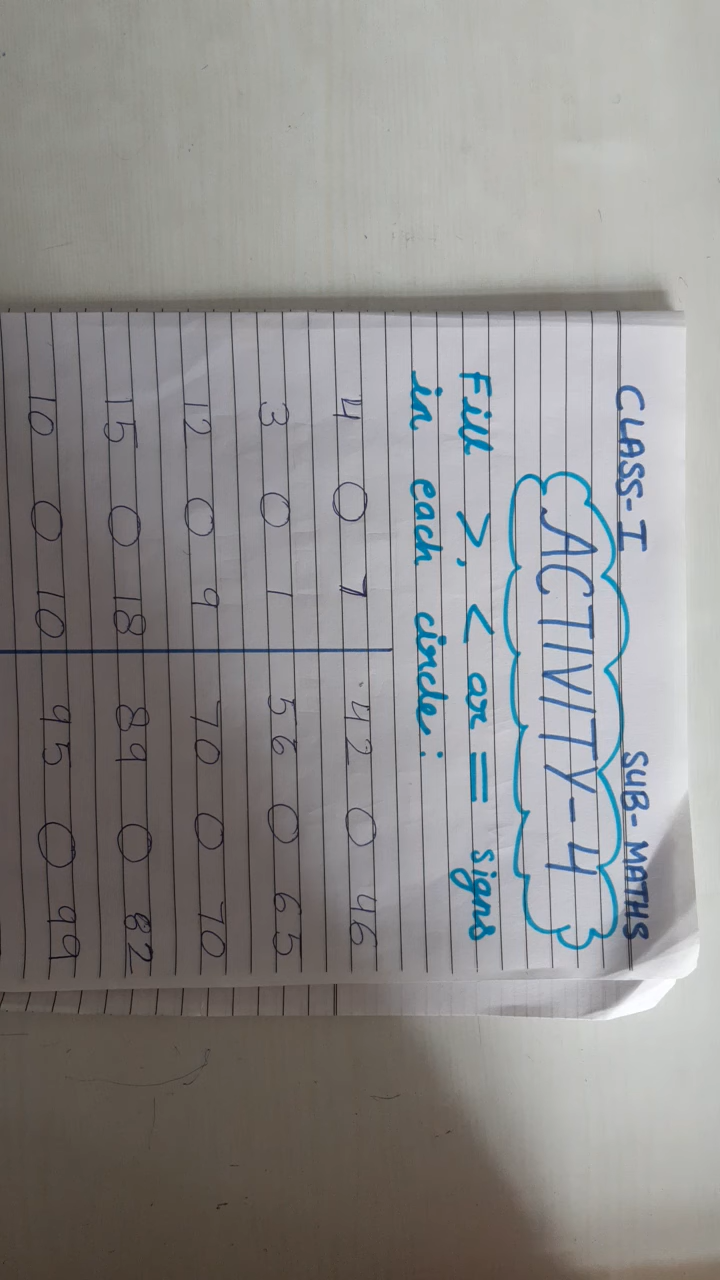 CLASS-I SUB-MATHS
ACTIVITY-4
Fill >, < or = signs
in each circle:
4 ○ 7 42 ○ 46
3 ○ 1 56 ○ 65
12 ○ 9 70 ○ 70
15 ○ 18 89 ○ 82
10 ○ 10 95 ○ 99